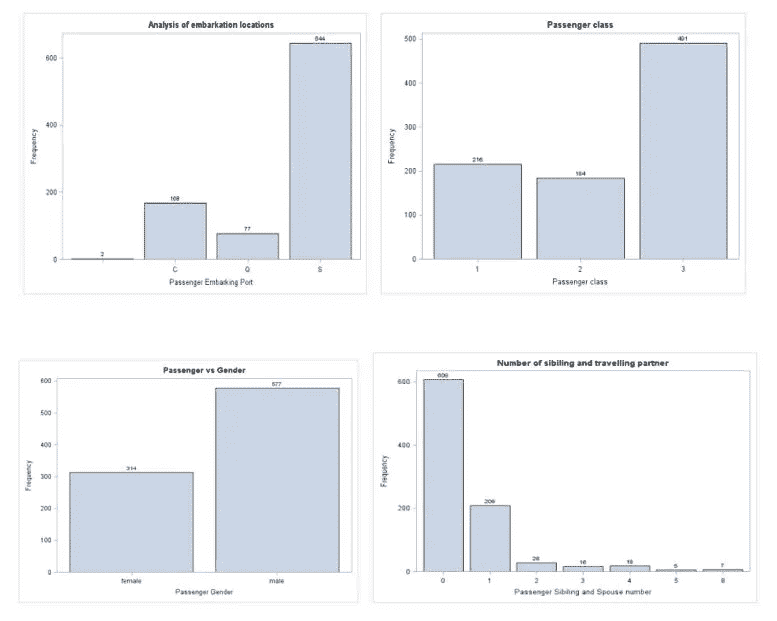 Analysis of embarkation locations
644
600
400
Frequency
200
168
77
2
0
C Q S
Passenger Embarking Port
Passenger class
500
491
400
300
Frequency
216
200
184
100
0
1 2 3
Passenger class
Passenger vs Gender
600
577
500
400
314
300
Frequency
200
100
0
female male
Passenger Gender
Number of sibiling and travelling partner
608
600
400
Frequency
209
200
28 16 18 5 7
0
0 1 2 3 4 5 8
Passenger Sibiling and Spouse number